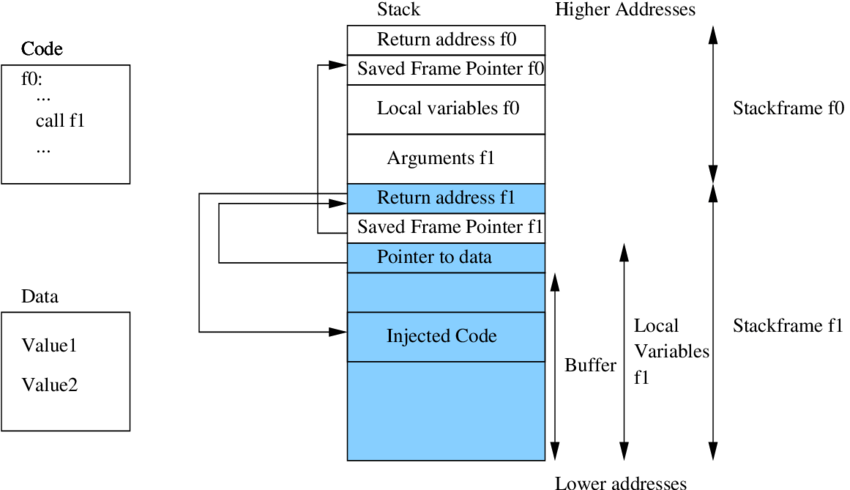 Stack
Higher Addresses
Code
f0:
...
call f1
...
Return address f0
Saved Frame Pointer f0
Local variables f0
Arguments f1
Return address f1
Saved Frame Pointer f1
Pointer to data
Injected Code
Stackframe f0
Data
Value1
Value2
Buffer
Local
Variables
f1
Stackframe f1
Lower addresses